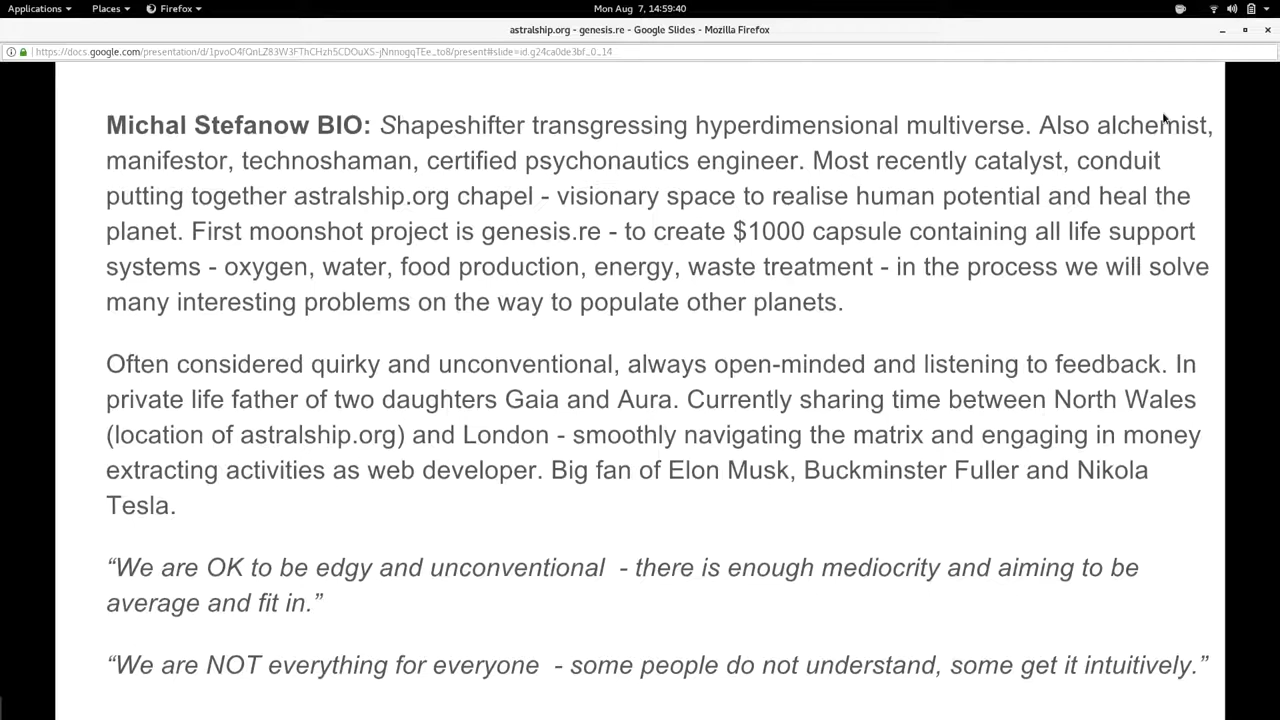 Applications Places Firefox Mon Aug 7, 14:59:40
astralship.org - genesis.re - Google Slides - Mozilla Firefox
https://docs.google.com/presentation/d/
Michal Stefanow BIO: Shapeshifter transgressing hyperdimensional multiverse. Also alchemist,
manifestor, technoshaman, certified psychonautics engineer. Most recently catalyst, conduit
putting together astralship.org chapel - visionary space to realise human potential and heal the
planet. First moonshot project is genesis.re - to create $1000 capsule containing all life support
systems - oxygen, water, food production, energy, waste treatment - in the process we will solve
many interesting problems on the way to populate other planets.
Often considered quirky and unconventional, always open-minded and listening to feedback. In
private life father of two daughters Gaia and Aura. Currently sharing time between North Wales
(location of astralship.org) and London - smoothly navigating the matrix and engaging in money
extracting activities as web developer. Big fan of Elon Musk, Buckminster Fuller and Nikola
Tesla.
“We are OK to be edgy and unconventional - there is enough mediocrity and aiming to be
average and fit in.”
“We are NOT everything for everyone - some people do not understand, some get it intuitively.”